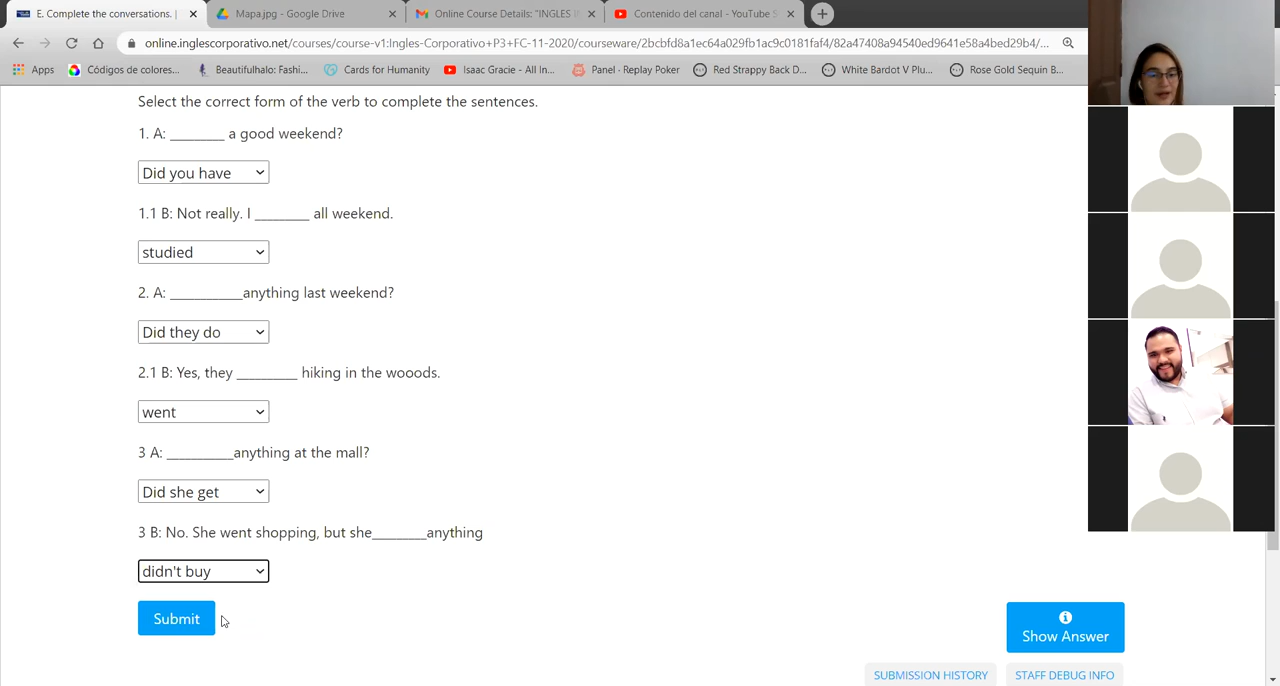 E. Complete the conversations. |
Mapa.jpg - Google Drive
Online Course Details: "INGLES I
Contenido del canal - YouTube S
online.inglescorporativo.net/courses/course-v1:Ingles-Corporativo+P3+FC-11-2020/courseware/2bcbfd8a1ec64a029fb1ac9c0181faf4/82a47408a94540ed9641e58a4bed29b4/...
Apps
Códigos de colores...
Beautifulhalo: Fashi...
Cards for Humanity
Isaac Gracie - All In...
Panel · Replay Poker
Red Strappy Back D...
White Bardot V Plu...
Rose Gold Sequin B...
Select the correct form of the verb to complete the sentences.
1. A: ________ a good weekend?
Did you have
1.1 B: Not really. I ________ all weekend.
studied
2. A: ___________anything last weekend?
Did they do
2.1 B: Yes, they _________ hiking in the wooods.
went
3 A: __________anything at the mall?
Did she get
3 B: No. She went shopping, but she________anything
didn't buy
Submit
Show Answer
SUBMISSION HISTORY
STAFF DEBUG INFO